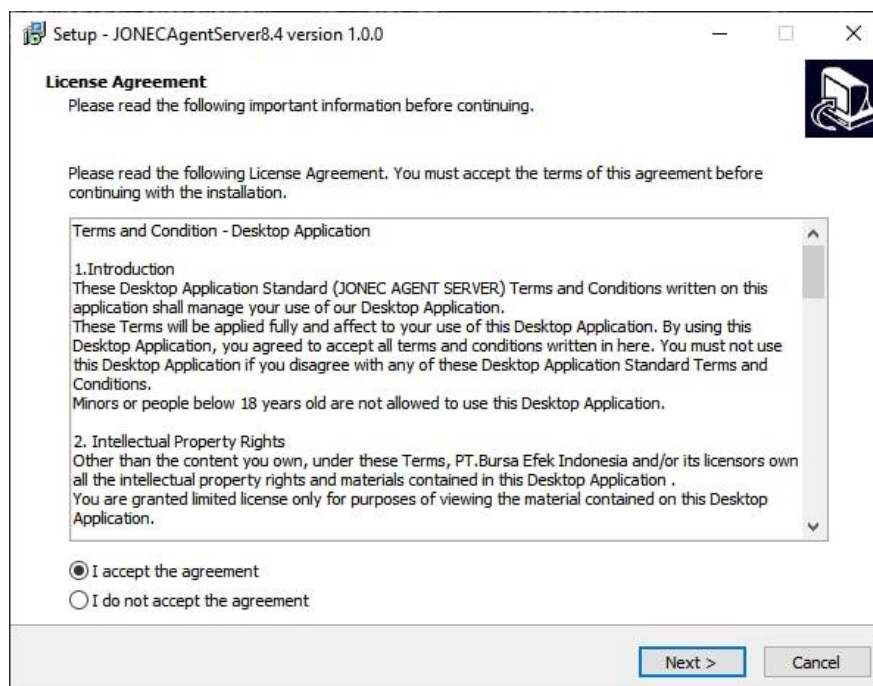 Setup - JONECAgentServer8.4 version 1.0.0
License Agreement
Please read the following important information before continuing.
Please read the following License Agreement. You must accept the terms of this agreement before
continuing with the installation.
Terms and Condition - Desktop Application
1.Introduction
These Desktop Application Standard (JONEC AGENT SERVER) Terms and Conditions written on this
application shall manage your use of our Desktop Application.
These Terms will be applied fully and affect to your use of this Desktop Application. By using this
Desktop Application, you agreed to accept all terms and conditions written in here. You must not use
this Desktop Application if you disagree with any of these Desktop Application Standard Terms and
Conditions.
Minors or people below 18 years old are not allowed to use this Desktop Application.
2. Intellectual Property Rights
Other than the content you own, under these Terms, PT.Bursa Efek Indonesia and/or its licensors own
all the intellectual property rights and materials contained in this Desktop Application .
You are granted limited license only for purposes of viewing the material contained on this Desktop
Application.
I accept the agreement
I do not accept the agreement
Next >
Cancel